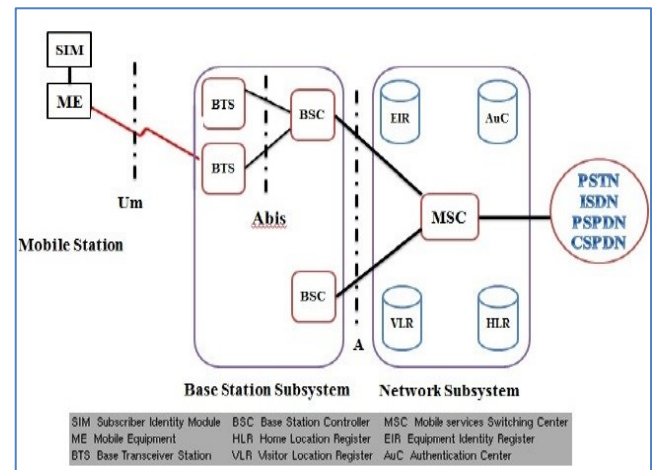 SIM
ME
Um
Mobile Station
BTS
BTS
Abis
BSC
BSC
Base Station Subsystem
A
EIR
AuC
MSC
VLR
HLR
Network Subsystem
PSTN
ISDN
PSPDN
CSPDN
SIM Subscriber Identity Module BSC Base Station Controller MSC Mobile services Switching Center
ME Mobile Equipment HLR Home Location Register EIR Equipment Identity Register
BTS Base Transceiver Station VLR Visitor Location Register AuC Authentication Center